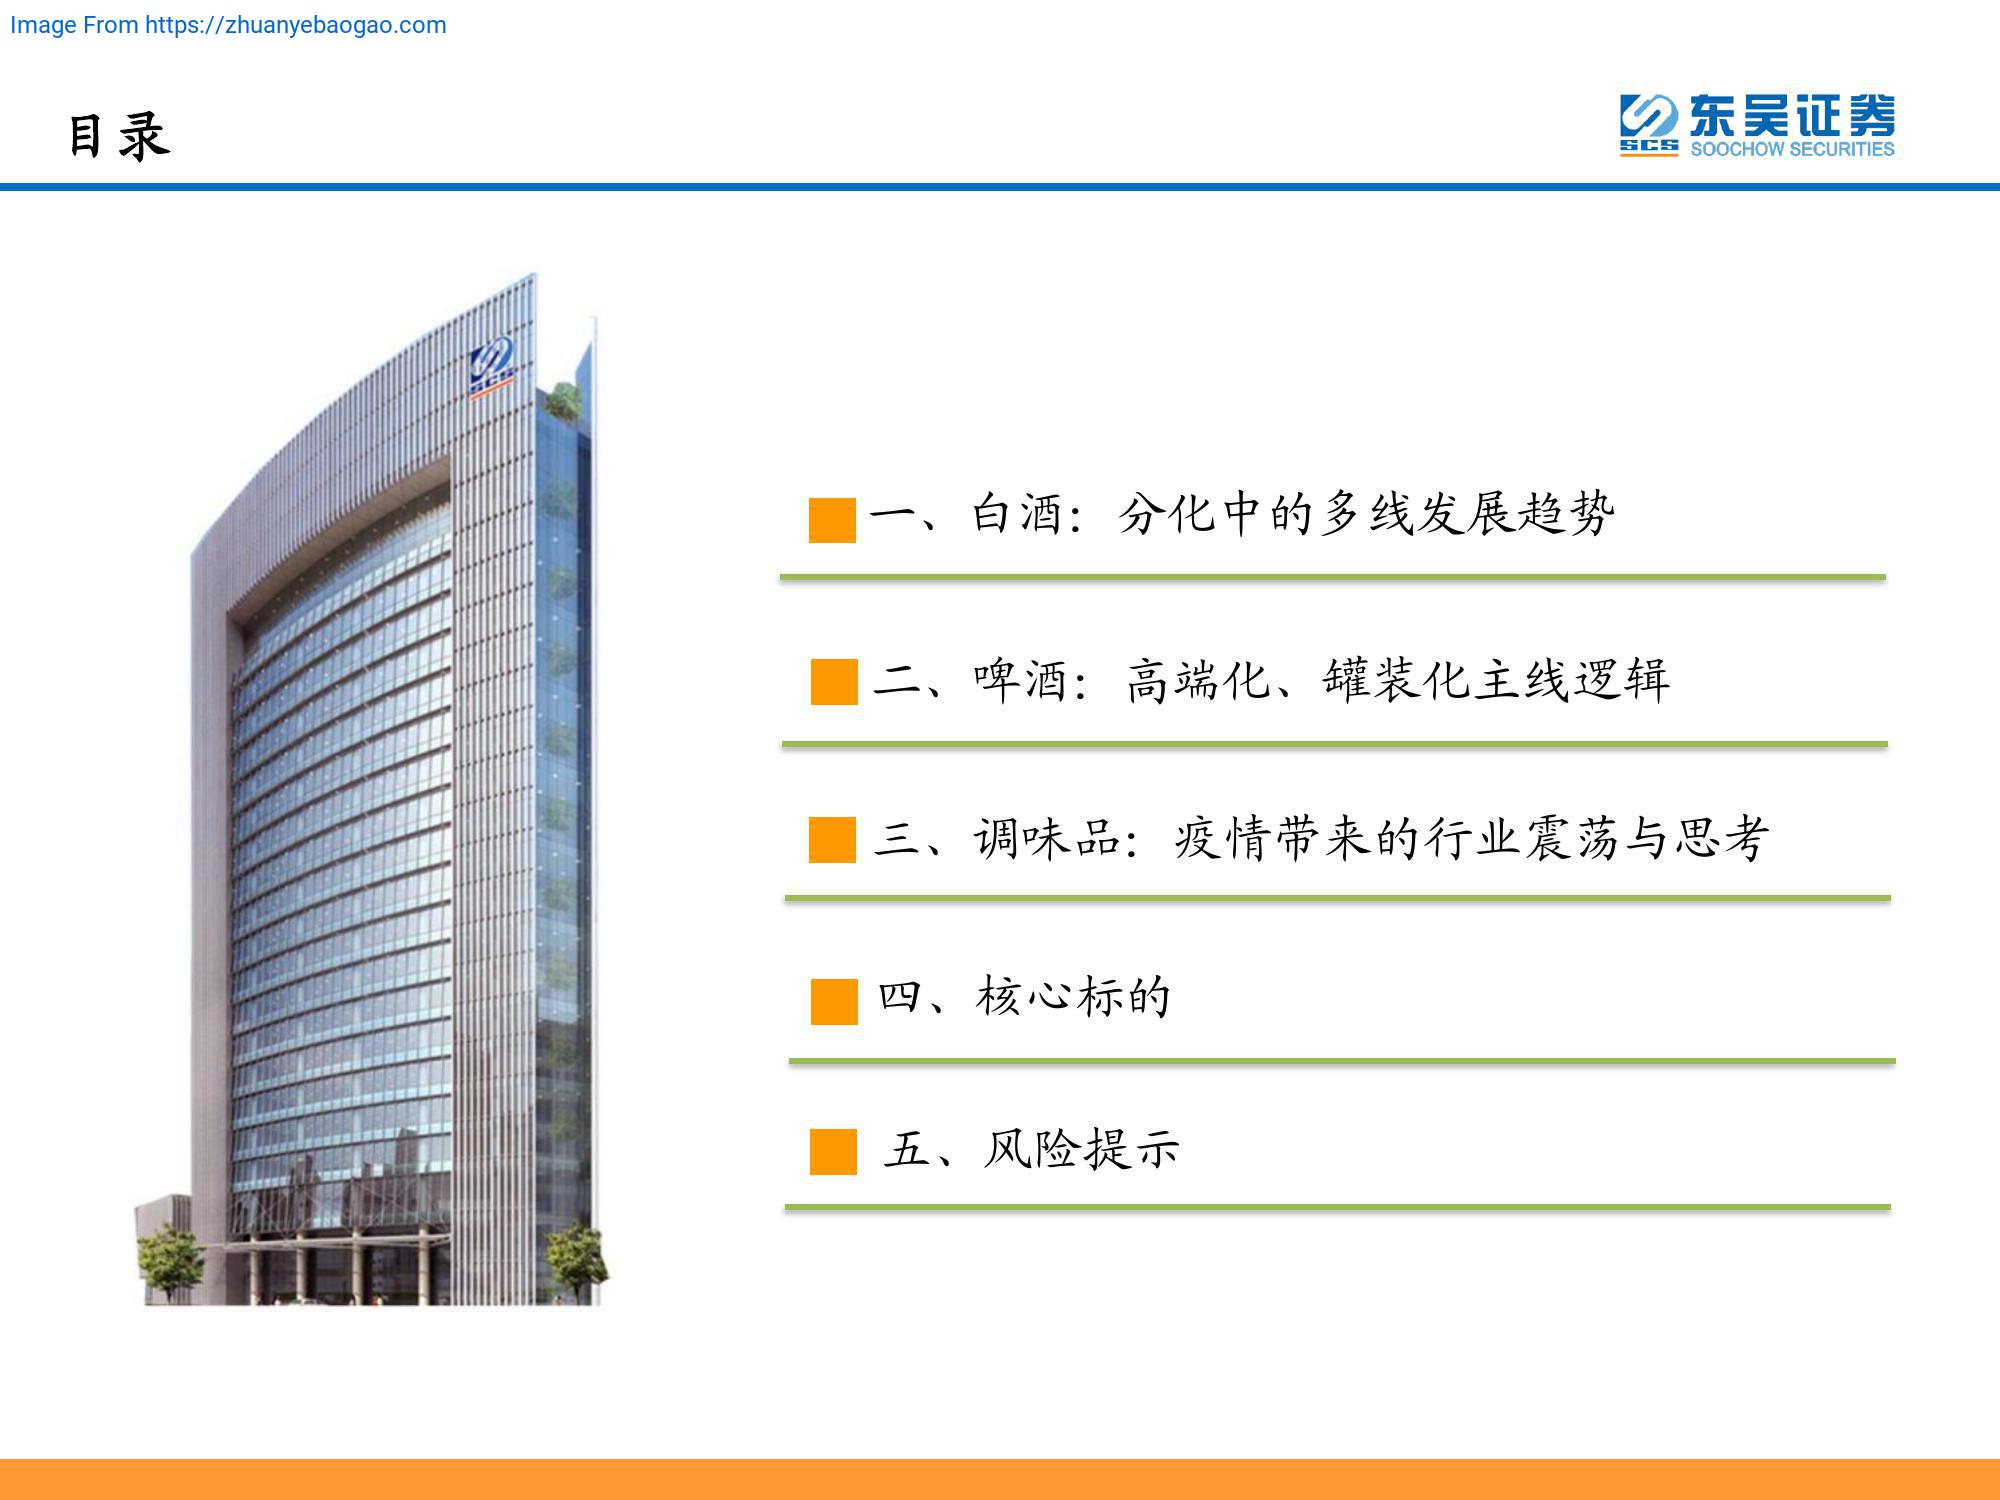 Image From https://zhuanyebaogao.com
目录
东吴证券
SCS
SOOCHOW SECURITIES
SCS
一、白酒：分化中的多线发展趋势
二、啤酒：高端化、罐装化主线逻辑
三、调味品：疫情带来的行业震荡与思考
四、核心标的
五、风险提示